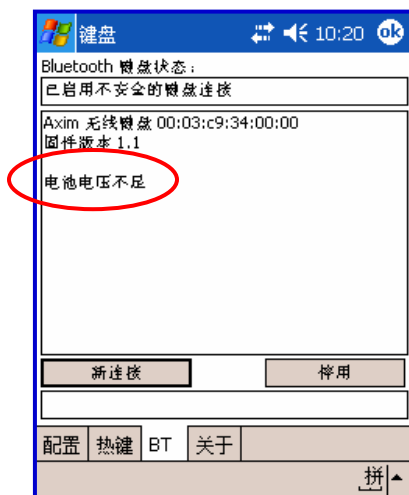 键盘 10:20 ok
Bluetooth 键盘状态：
已启用不安全的键盘连接
Axim 无线键盘 00:03:c9:34:00:00
固件版本 1.1
电池电压不足
新连接 停用
配置 热键 BT 关于
拼